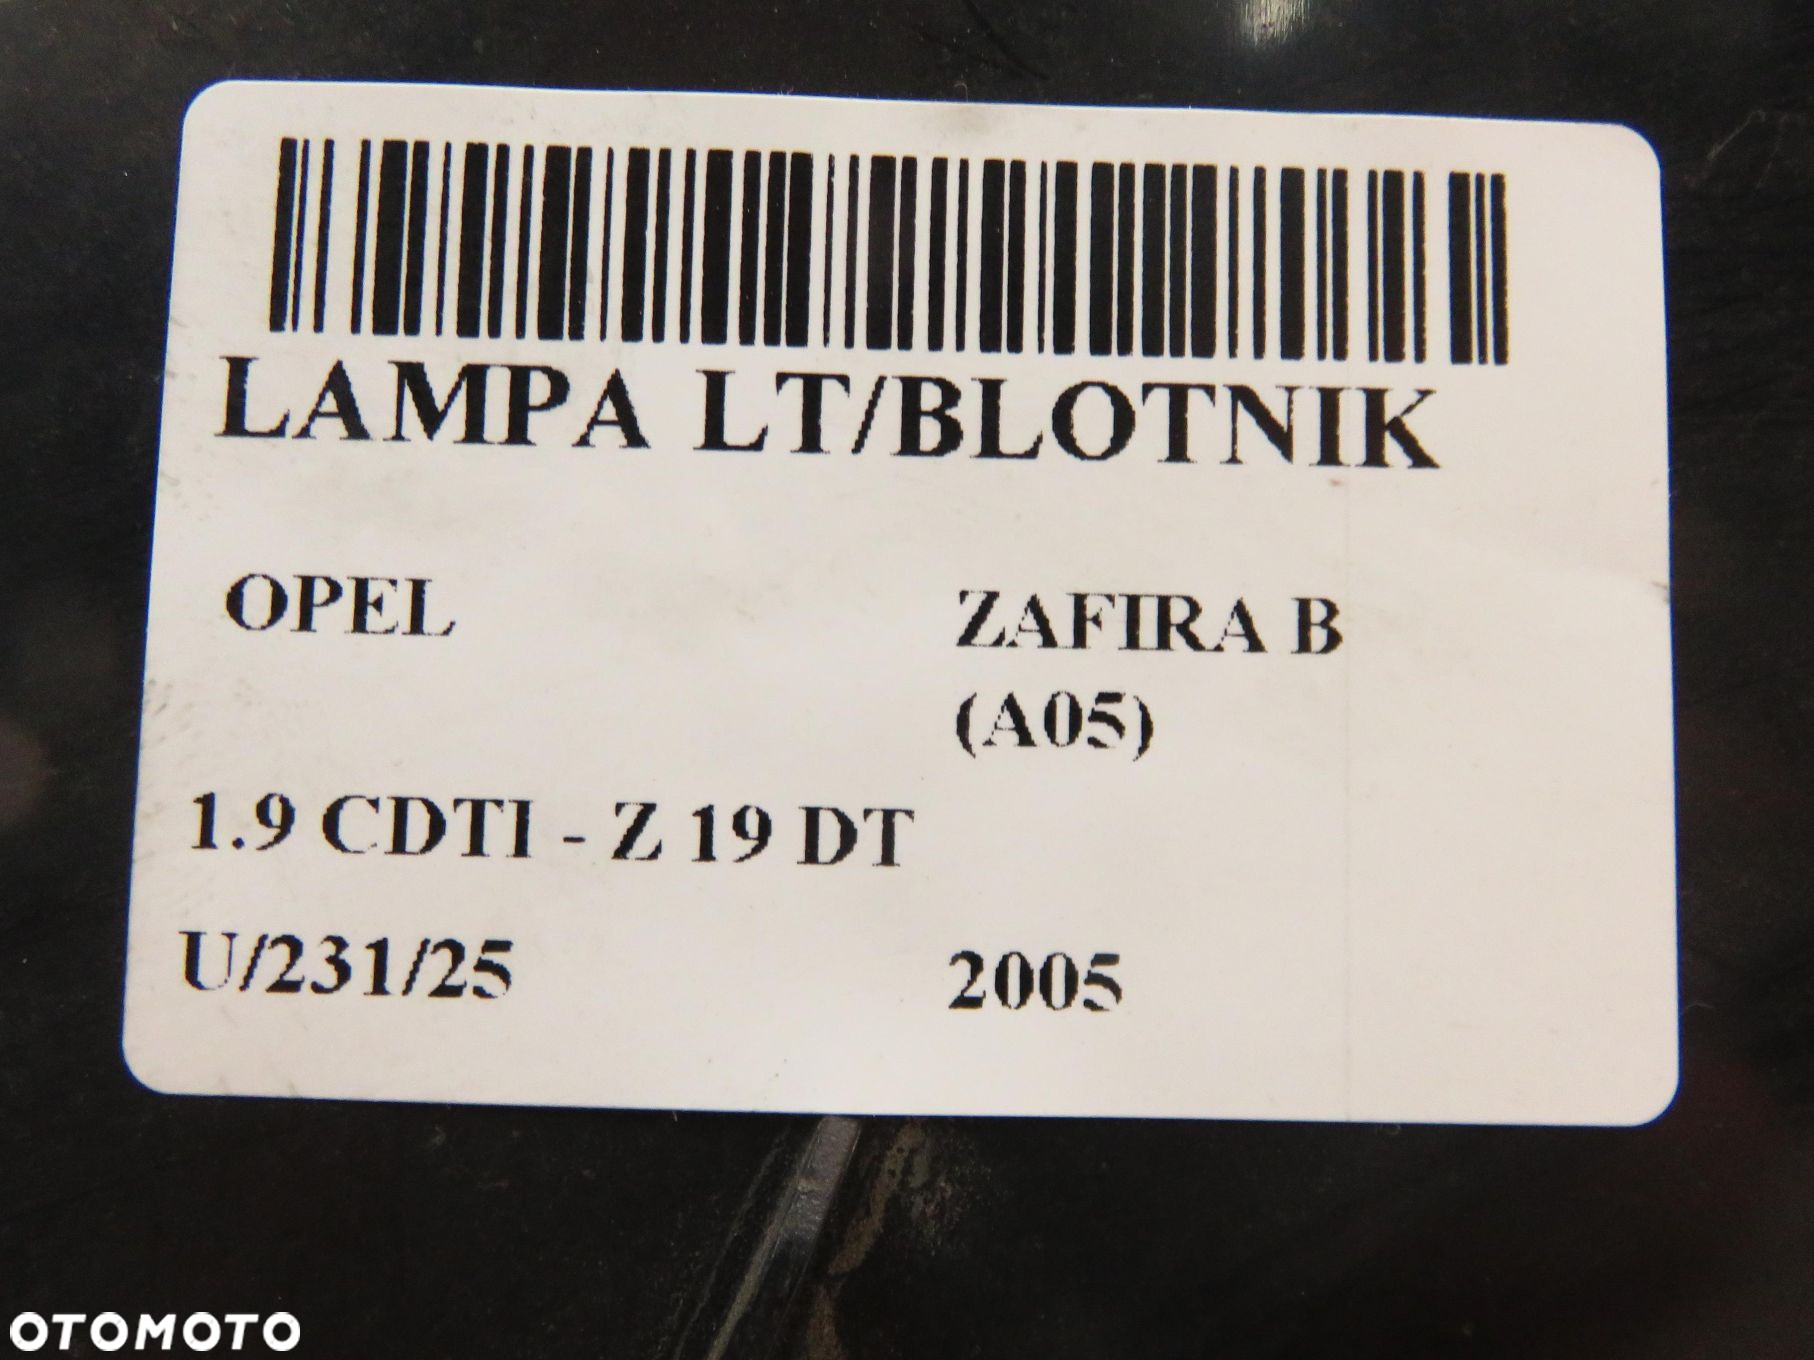 LAMPA LT/BLOTNIK
OPEL
ZAFIRA B
(A05)
1.9 CDTI - Z 19 DT
U/231/25
2005
OTOMOTO